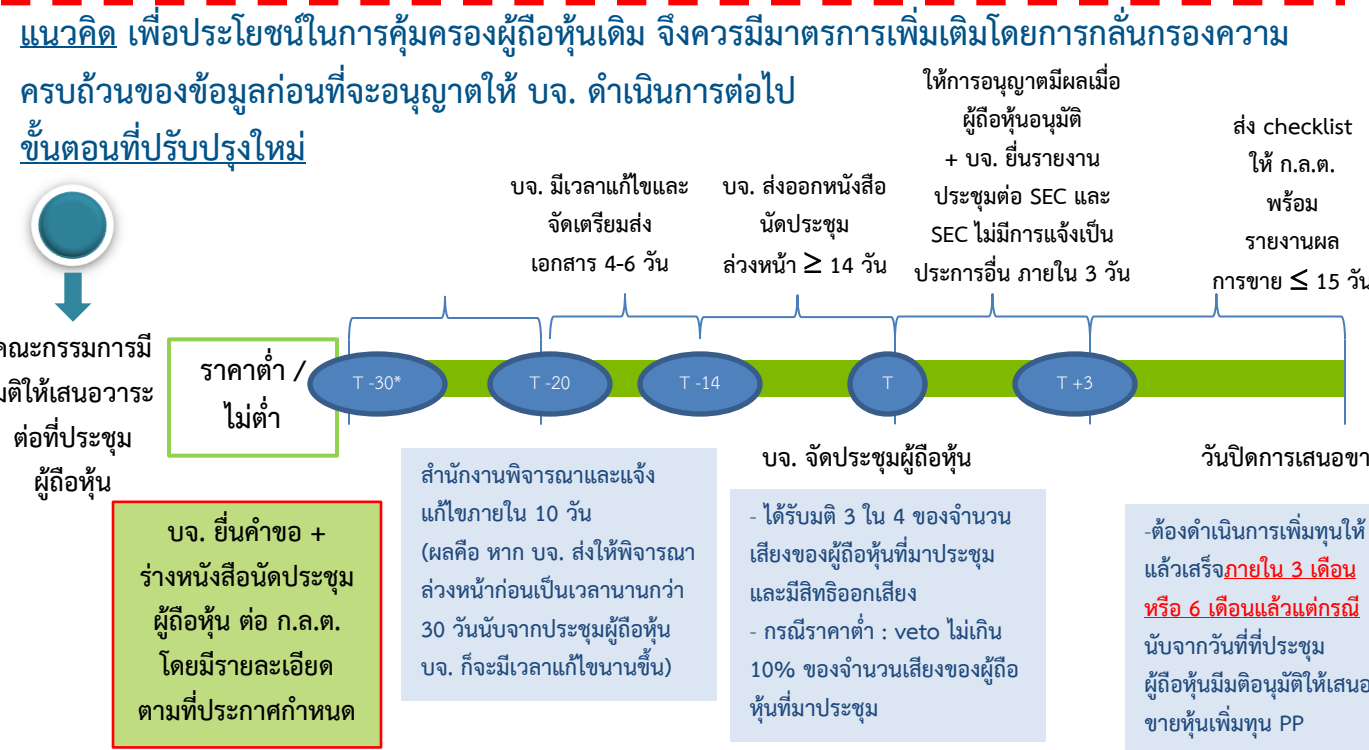 แนวคิด เพื่อประโยชน์ในการคุ้มครองผู้ถือหุ้นเดิม จึงควรมีมาตรการเพิ่มเติมโดยการกลั่นกรองความ
ครบถ้วนของข้อมูลก่อนที่จะอนุญาตให้ บจ. ดำเนินการต่อไป
ขั้นตอนที่ปรับปรุงใหม่
บจ. มีเวลาแก้ไขและ
จัดเตรียมส่ง
เอกสาร 4-6 วัน
บจ. ส่งออกหนังสือ
นัดประชุม
ล่วงหน้า ≥ 14 วัน
ให้การอนุญาตมีผลเมื่อ
ผู้ถือหุ้นอนุมัติ
+ บจ. ยื่นรายงาน
ประชุมต่อ SEC และ
SEC ไม่มีการแจ้งเป็น
ประการอื่น ภายใน 3 วัน
ส่ง checklist
ให้ ก.ล.ต.
พร้อม
รายงานผล
การขาย ≤ 15 วัน
คณะกรรมการมี
มติให้เสนอวาระ
ต่อที่ประชุม
ผู้ถือหุ้น
ราคาต่ำ /
ไม่ต่ำ
T -30*
T -20
T -14
T
T +3
บจ. ยื่นคำขอ +
ร่างหนังสือนัดประชุม
ผู้ถือหุ้น ต่อ ก.ล.ต.
โดยมีรายละเอียด
ตามที่ประกาศกำหนด
สำนักงานพิจารณาและแจ้ง
แก้ไขภายใน 10 วัน
(ผลคือ หาก บจ. ส่งให้พิจารณา
ล่วงหน้าก่อนเป็นเวลานานกว่า
30 วันนับจากประชุมผู้ถือหุ้น
บจ. ก็จะมีเวลาแก้ไขนานขึ้น)
บจ. จัดประชุมผู้ถือหุ้น
- ได้รับมติ 3 ใน 4 ของจำนวน
เสียงของผู้ถือหุ้นที่มาประชุม
และมีสิทธิออกเสียง
- กรณีราคาต่ำ : veto ไม่เกิน
10% ของจำนวนเสียงของผู้ถือ
หุ้นที่มาประชุม
วันปิดการเสนอขา
-ต้องดำเนินการเพิ่มทุนให้
แล้วเสร็จภายใน 3 เดือน
หรือ 6 เดือนแล้วแต่กรณี
นับจากวันที่ที่ประชุม
ผู้ถือหุ้นมีมติอนุมัติให้เสนอ
ขายหุ้นเพิ่มทุน PP